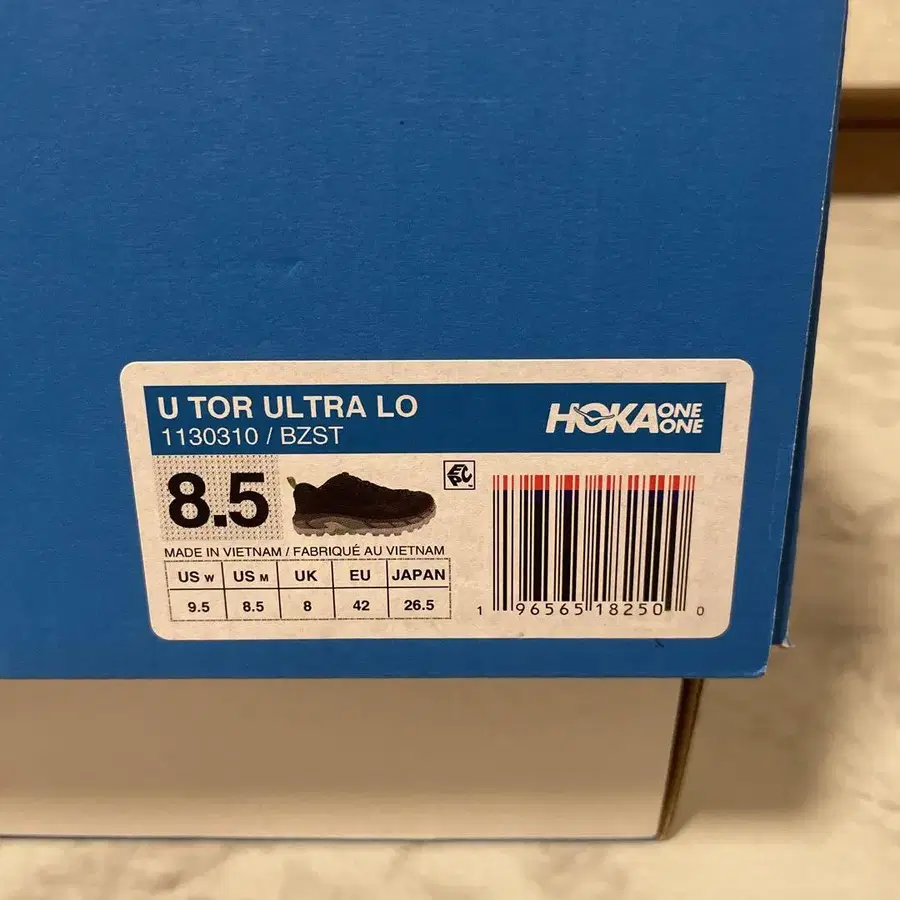 U TOR ULTRA LO
1130310 / BZST
HOKA ONE ONE
8.5
EPC
MADE IN VIETNAM / FABRIQUÉ AU VIETNAM
US W US M UK EU JAPAN
9.5 8.5 8 42 26.5
1 96565 18250 0